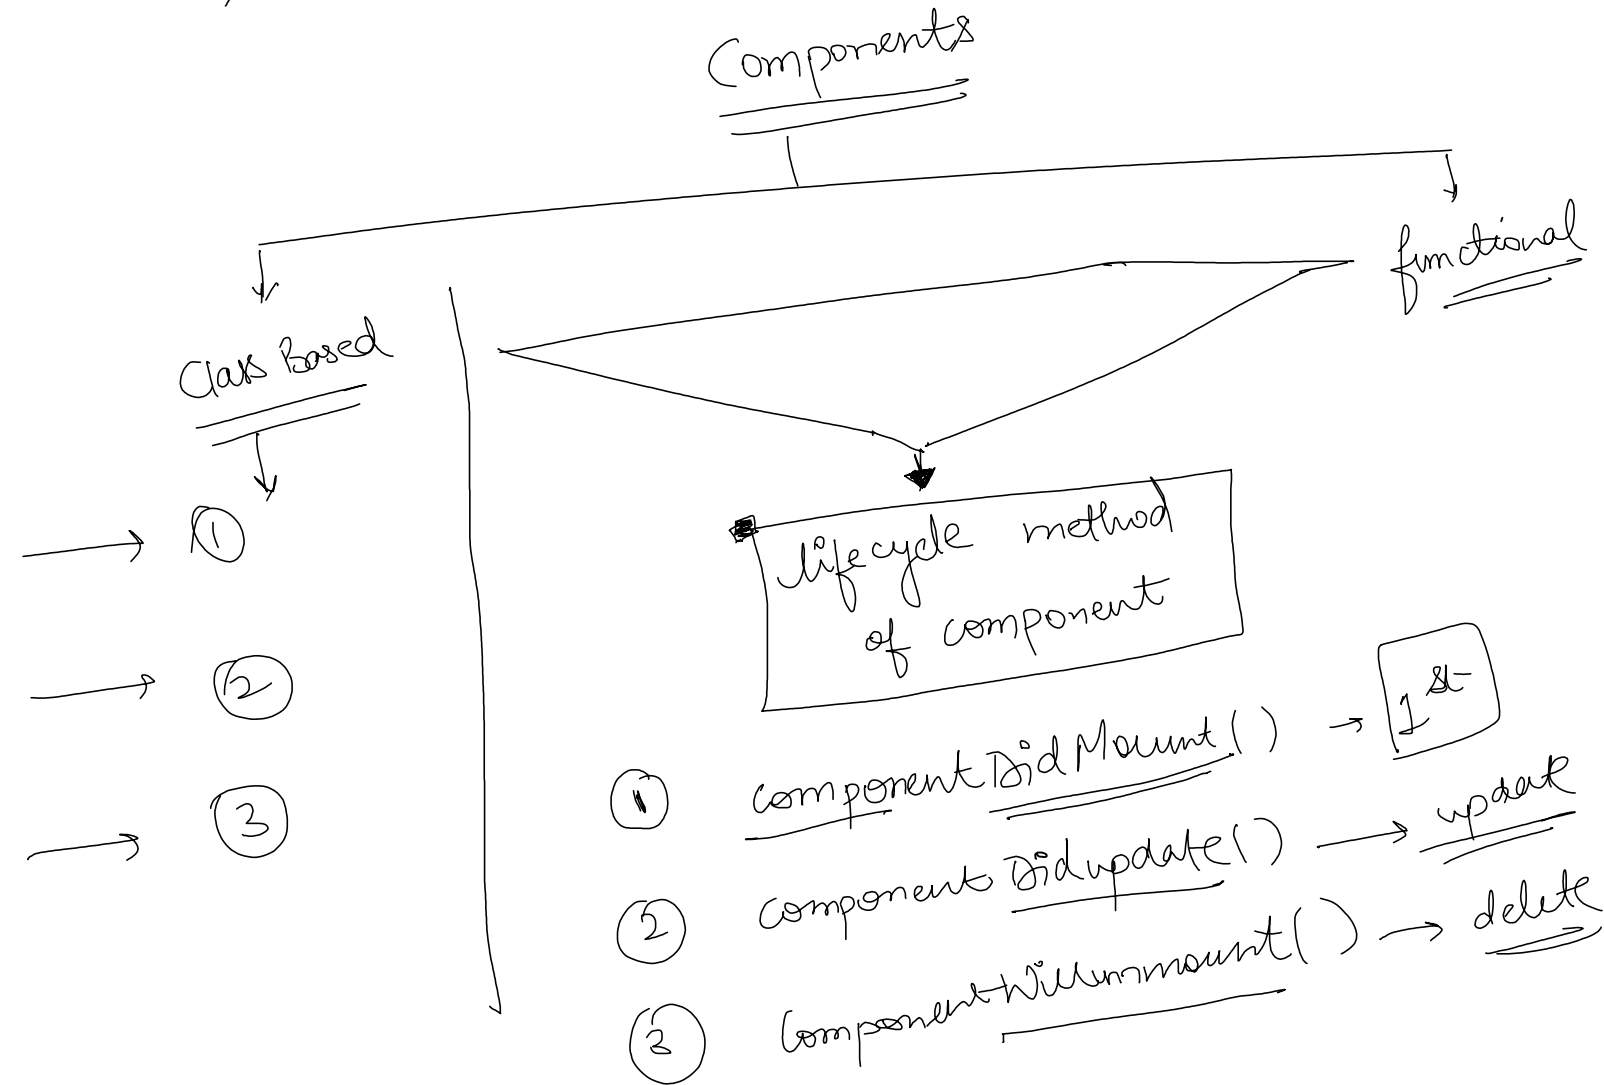 Components
functional
Class Based
1
2
3
lifecycle method
of component
1 componentDidMount() → 1st
2 componentDidupdate() → update
3 componentWillunmount() → delete